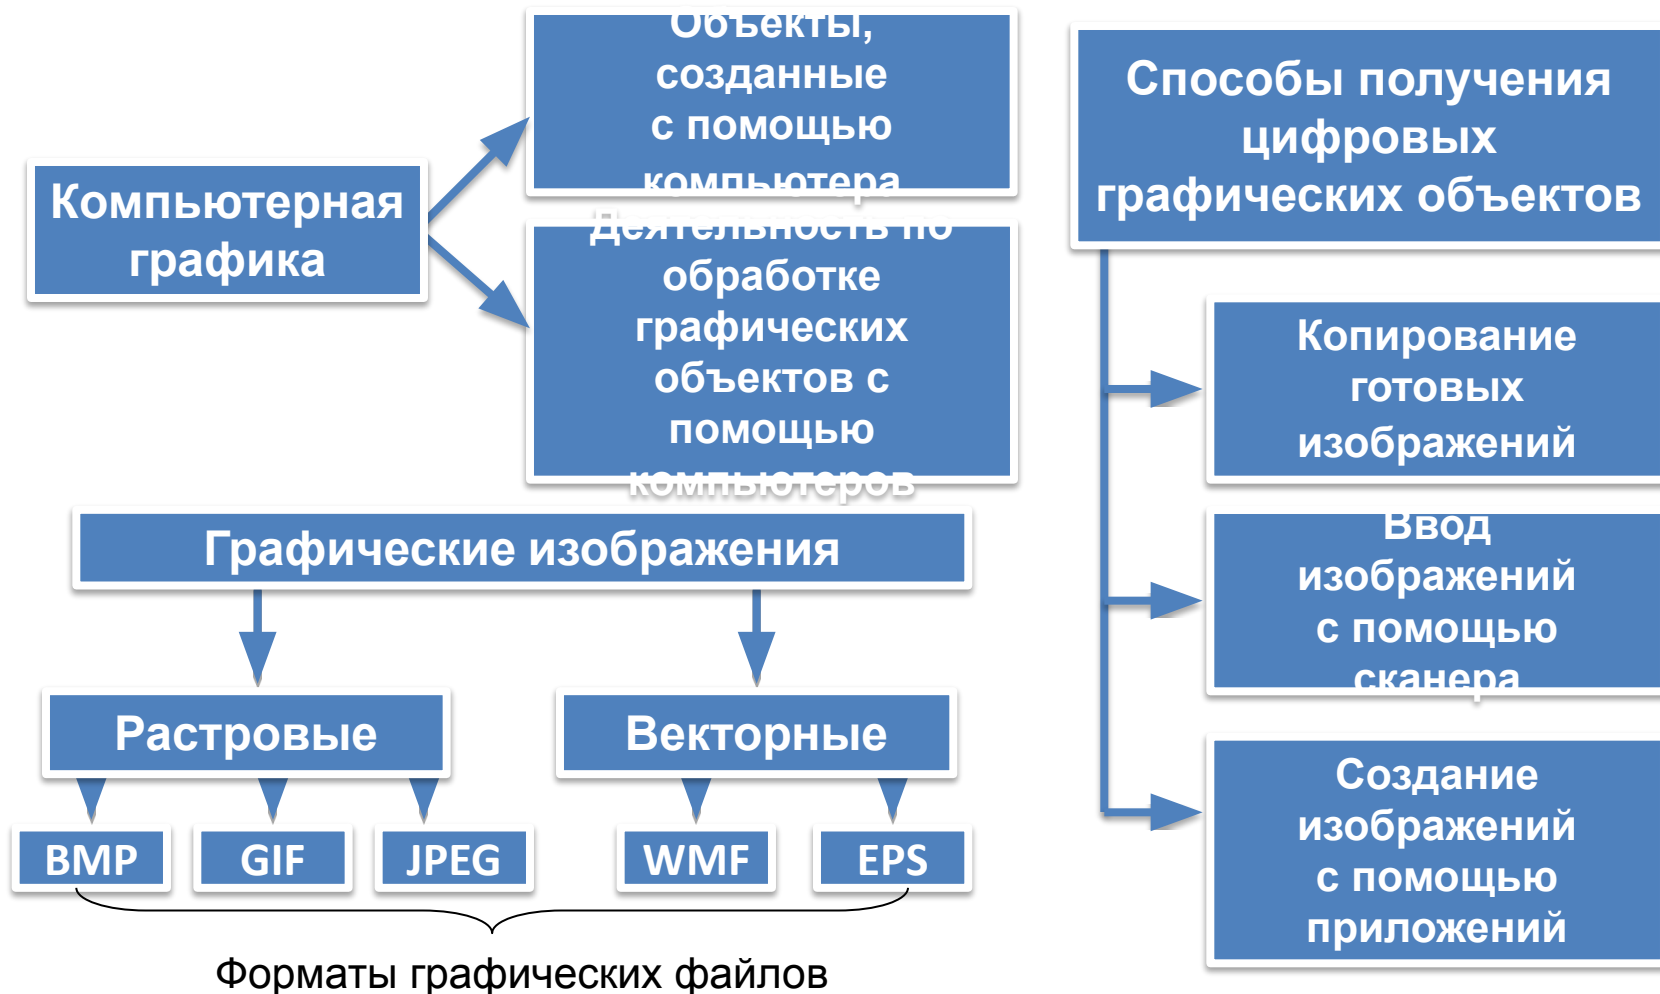 Компьютерная
графика
Объекты,
созданные
с помощью
компьютера
Деятельность по
обработке
графических
объектов с
помощью
компьютеров
Графические изображения
Растровые
Векторные
BMP
GIF
JPEG
WMF
EPS
Форматы графических файлов
Способы получения
цифровых
графических объектов
Копирование
готовых
изображений
Ввод
изображений
с помощью
сканера
Создание
изображений
с помощью
приложений